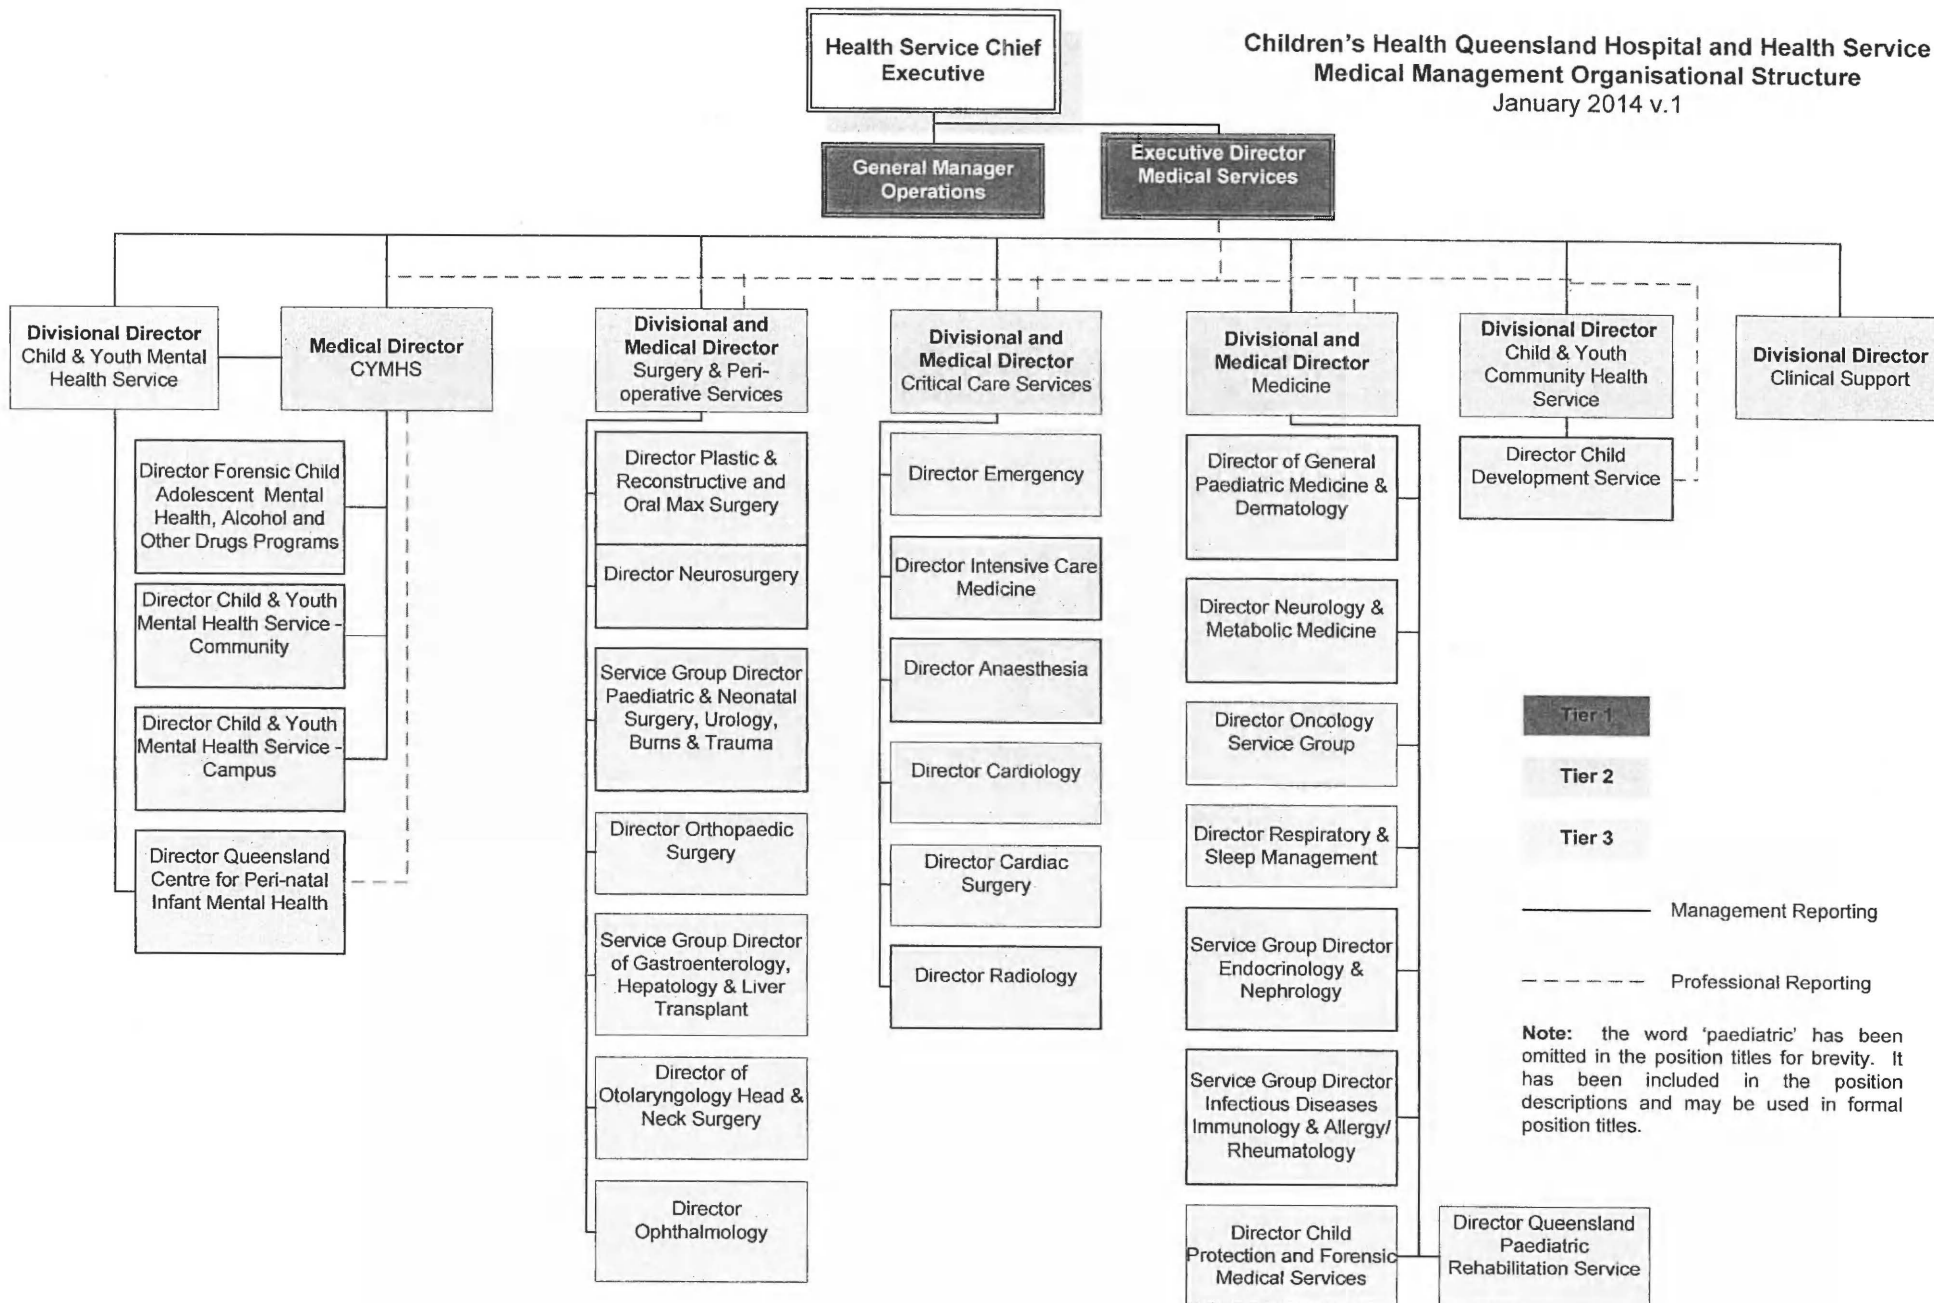 Health Service Chief
Executive
Children's Health Queensland Hospital and Health Service
Medical Management Organisational Structure
January 2014 v.1
General Manager
Operations
Executive Director
Medical Services
Divisional Director
Child & Youth Mental
Health Service
Medical Director
CYMHS
Divisional and
Medical Director
Surgery & Peri-
operative Services
Divisional and
Medical Director
Critical Care Services
Divisional and
Medical Director
Medicine
Divisional Director
Child & Youth
Community Health
Service
Divisional Director
Clinical Support
Director Forensic Child
Adolescent Mental
Health, Alcohol and
Other Drugs Programs
Director Child & Youth
Mental Health Service -
Community
Director Child & Youth
Mental Health Service -
Campus
Director Queensland
Centre for Peri-natal
Infant Mental Health
Director Plastic &
Reconstructive and
Oral Max Surgery
Director Neurosurgery
Service Group Director
Paediatric & Neonatal
Surgery, Urology,
Burns & Trauma
Director Orthopaedic
Surgery
Service Group Director
of Gastroenterology,
Hepatology & Liver
Transplant
Director of
Otolaryngology Head &
Neck Surgery
Director
Ophthalmology
Director Emergency
Director Intensive Care
Medicine
Director Anaesthesia
Director Cardiology
Director Cardiac
Surgery
Director Radiology
Director of General
Paediatric Medicine &
Dermatology
Director Neurology &
Metabolic Medicine
Director Oncology
Service Group
Director Respiratory &
Sleep Management
Service Group Director
Endocrinology &
Nephrology
Service Group Director
Infectious Diseases
Immunology & Allergy/
Rheumatology
Director Child
Protection and Forensic
Medical Services
Director Queensland
Paediatric
Rehabilitation Service
Director Child
Development Service
Tier 1
Tier 2
Tier 3
Management Reporting
Professional Reporting
Note: the word 'paediatric' has been
omitted in the position titles for brevity. It
has been included in the position
descriptions and may be used in formal
position titles.